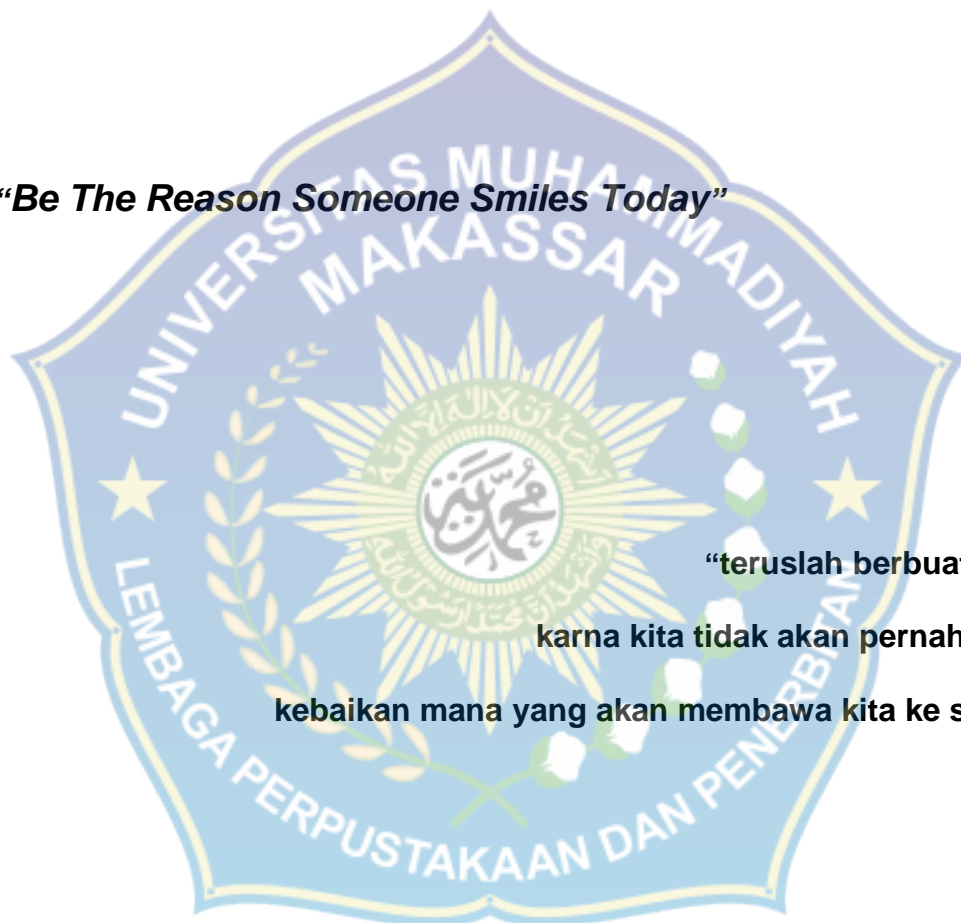 “Be The Reason Someone Smiles Today”
UNIVERSITAS MUHAMMADIYAH
MAKASSAR
“teruslah berbuat
karna kita tidak akan pernah
kebaikan mana yang akan membawa kita ke s
LEMBAGA PERPUSTAKAAN DAN PENERBITAN